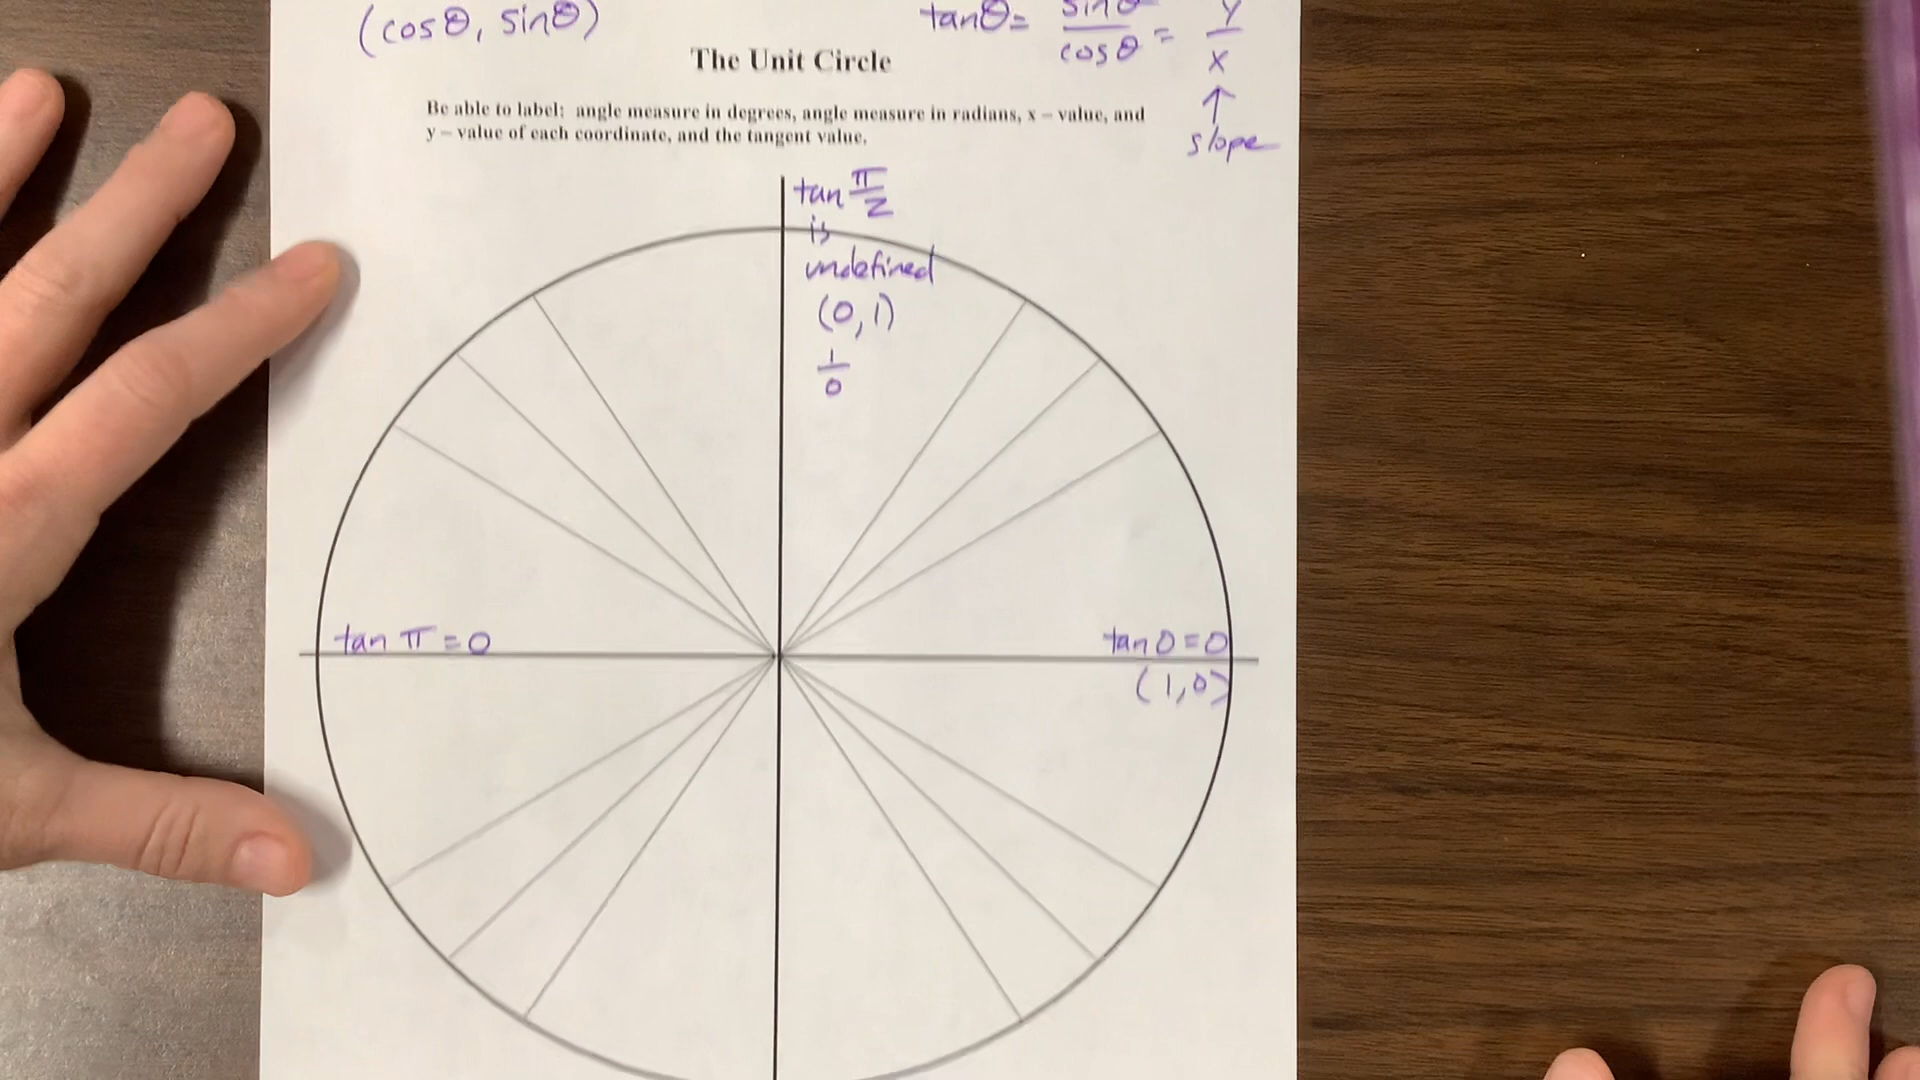 (cosθ, sinθ)
tanθ = sinθ/cosθ = y/x
↑
slope
The Unit Circle
Be able to label: angle measure in degrees, angle measure in radians, x – value, and
y – value of each coordinate, and the tangent value.
tan π/2
is
undefined
(0,1)
1/0
tan π = 0
tan 0 = 0
(1,0)